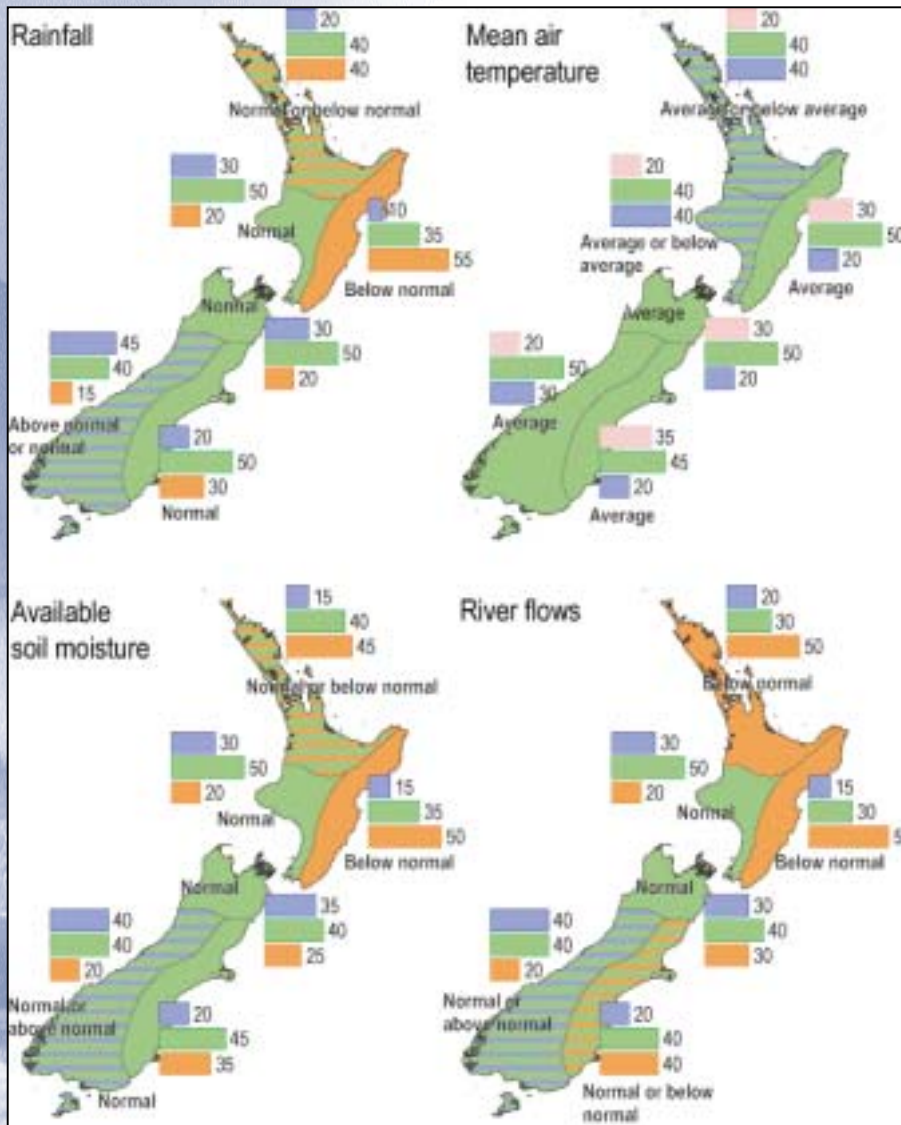 Rainfall
20
40
40
Normal or below normal
30
50
20
Normal
10
35
55
Below normal
Normal
30
50
20
45
40
15
Above normal
or normal
20
50
30
Normal
Mean air
temperature
20
40
40
Average or below average
20
40
40
Average or below
average
30
50
20
Average
Average
30
50
20
20
50
30
Average
35
45
20
Average
Available
soil moisture
15
40
45
Normal or below normal
30
50
20
Normal
15
35
50
Below normal
Normal
35
40
25
40
40
20
Normal or
above normal
20
45
35
Normal
River flows
20
30
50
Below normal
30
50
20
Normal
15
30
Below normal
Normal
30
40
30
40
40
20
Normal or
above normal
20
40
40
Normal or below
normal